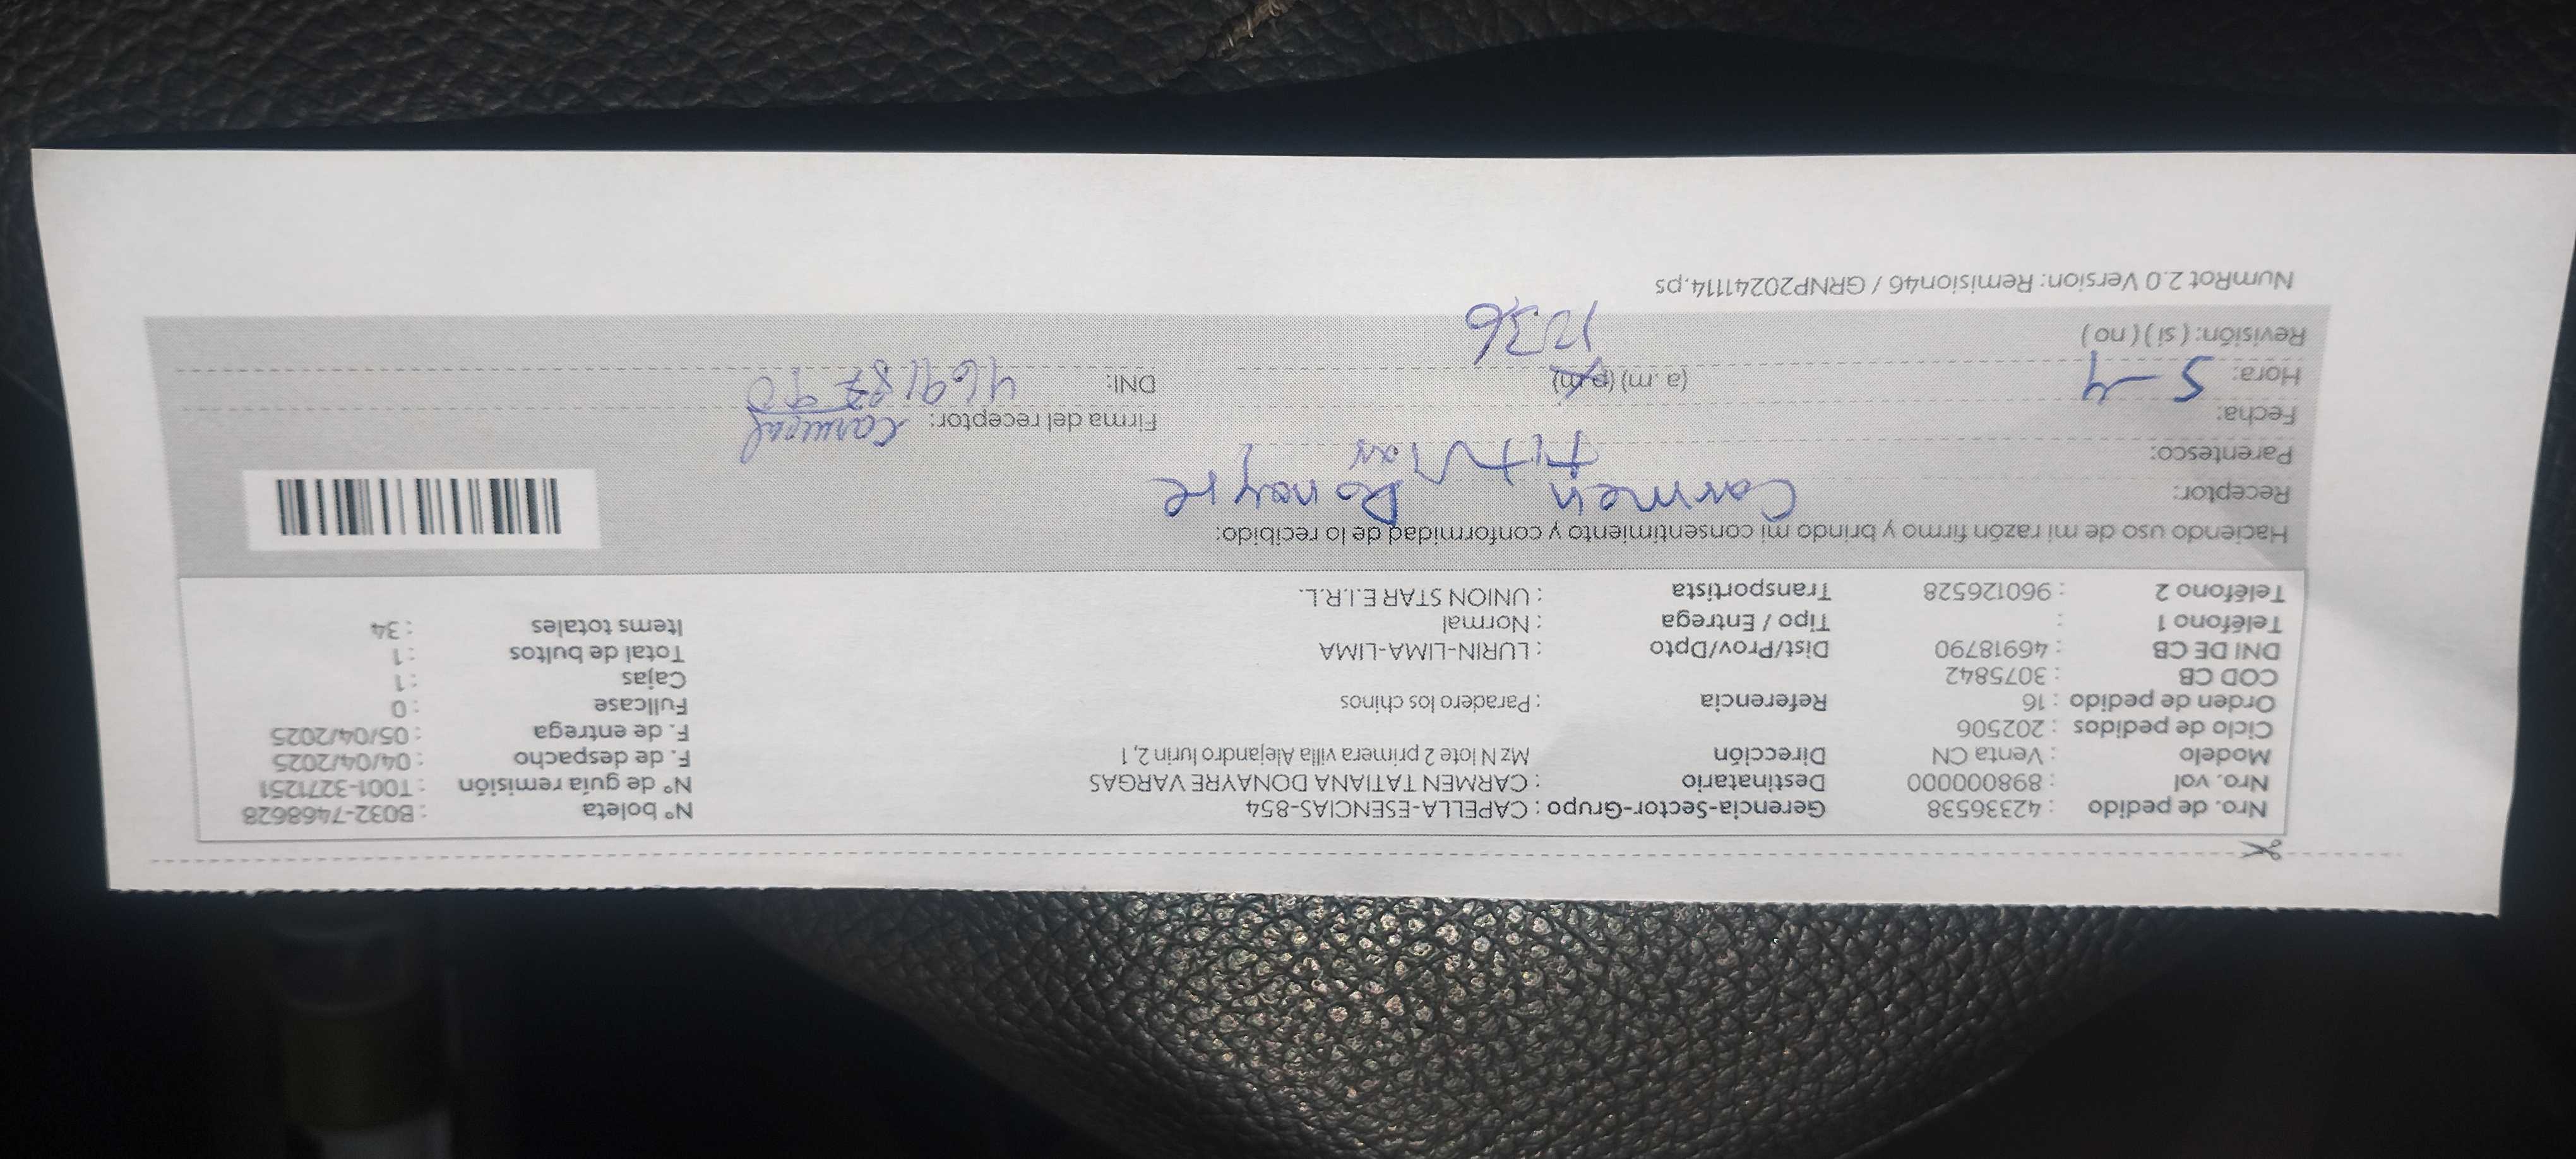 Nro. de pedido : 42336538 Gerencia-Sector-Grupo : CAPELLA-ESENCIAS-854 N° boleta : B032-7468628
Nro. vol : 898000000 Destinatario : CARMEN TATIANA DONAYRE VARGAS N° de guía remisión : T001-3271251
Modelo : Venta CN Dirección Mz N lote 2 primera villa Alejandro lurin 2, 1 F. de despacho : 04/04/2025
Ciclo de pedidos : 202506 F. de entrega : 05/04/2025
Orden de pedido : 16 Referencia : Paradero los chinos Fullcase : 0
COD CB : 3075842 Cajas : 1
DNI DE CB : 46918790 Dist/Prov/Dpto : LURIN-LIMA-LIMA Total de bultos : 1
Teléfono 1 : Tipo / Entrega : Normal Items totales : 34
Teléfono 2 : 960126528 Transportista : UNION STAR E.I.R.L.
Haciendo uso de mi razón firmo y brindo mi consentimiento y conformidad de lo recibido:
Receptor: Carmen Donayre
Parentesco:
Fecha: Firma del receptor:
Hora: 5-4 (a.m) (p.m) DNI: 46918790
Revisión: ( si ) ( no ) 12:36
NumRot 2.0 Version: Remision46 / GRNP20241114.ps